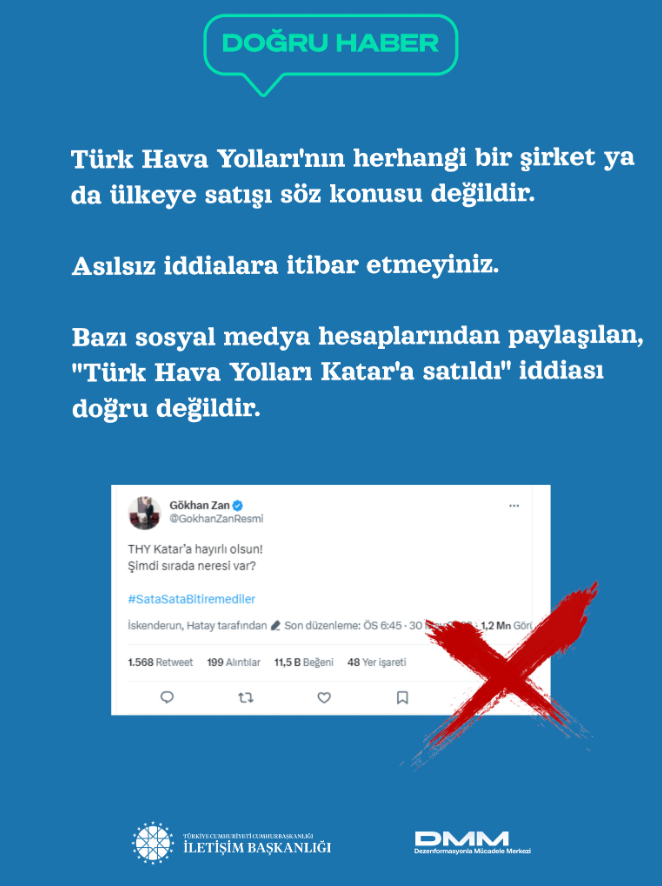 DOĞRU HABER
Türk Hava Yolları'nın herhangi bir şirket ya
da ülkeye satışı söz konusu değildir.
Asılsız iddialara itibar etmeyiniz.
Bazı sosyal medya hesaplarından paylaşılan,
"Türk Hava Yolları Katar'a satıldı" iddiası
doğru değildir.
Gökhan Zan
@GokhanZanResmi
THY Katar'a hayırlı olsun!
Şimdi sırada neresi var?
#SataSataBitiremediler
İskenderun, Hatay tarafından Son düzenleme: ÖS 6:45 · 30 · 1,2 Mn
1.568 Retweet 199 Alıntılar 11,5 B Beğeni 48 Yer işareti
TÜRKİYE CUMHURİYETİ CUMHURBAŞKANLIĞI
İLETİŞİM BAŞKANLIĞI
DMM
Dezenformasyonla Mücadele Merkezi